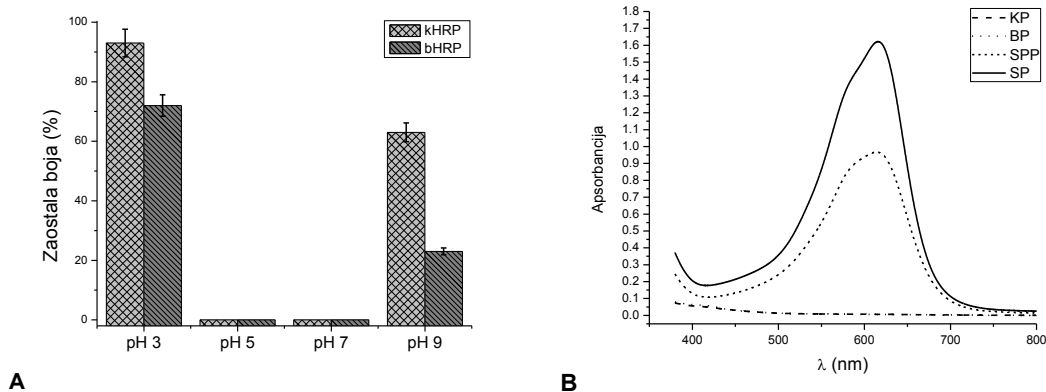 100
80
60
40
20
0
Zaostala boja (%)
kHRP
bHRP
pH 3 pH 5 pH 7 pH 9
A
1.8
1.7
1.6
1.5
1.4
1.3
1.2
1.1
1.0
0.9
0.8
0.7
0.6
0.5
0.4
0.3
0.2
0.1
0.0
Apsorbancija
KP
BP
SPP
SP
400 500 600 700 800
λ (nm)
B